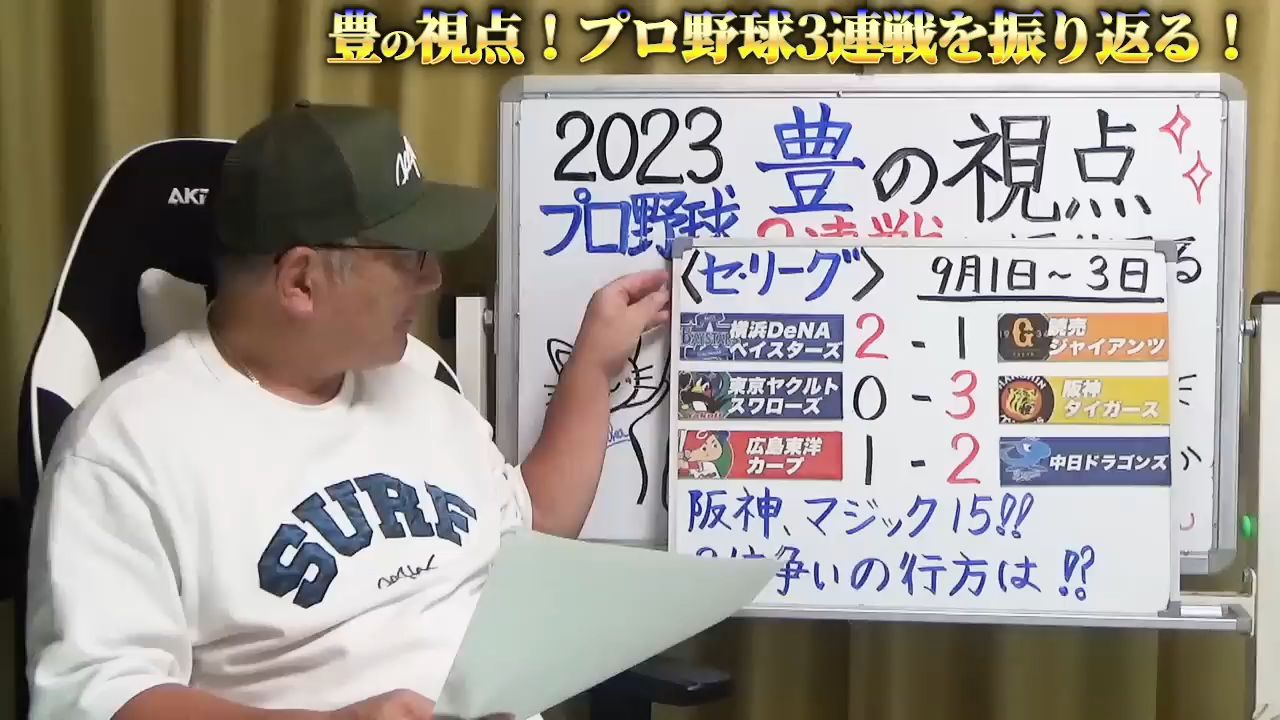 豊の視点！プロ野球3連戦を振り返る！
2023 豊の視点
プロ野球 3連戦
〈セ・リーグ〉 9月1日～3日
横浜DeNA ベイスターズ 2 - 1 読売 ジャイアンツ
東京ヤクルト スワローズ 0 - 3 阪神 タイガース
広島東洋 カープ 1 - 2 中日ドラゴンズ
阪神、マジック15!!
争いの行方は!?
SURF